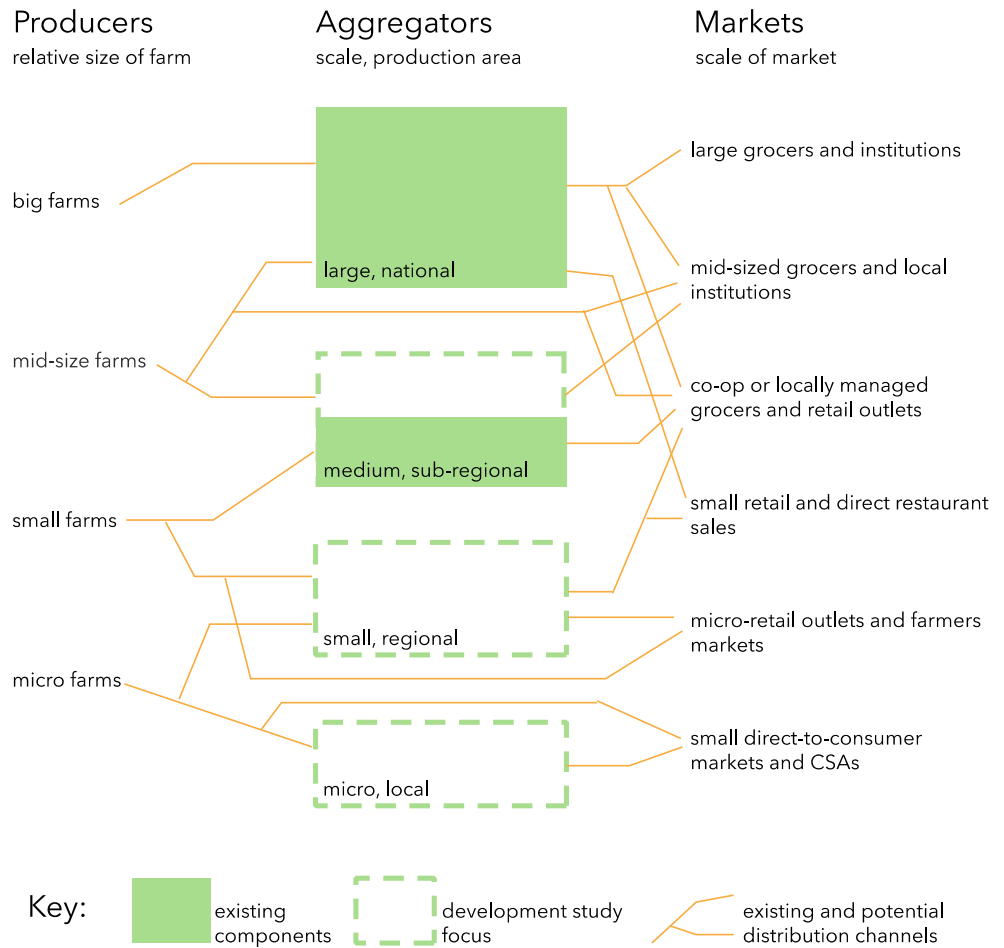 Producers
relative size of farm
Aggregators
scale, production area
Markets
scale of market
big farms
mid-size farms
small farms
micro farms
large, national
medium, sub-regional
small, regional
micro, local
large grocers and institutions
mid-sized grocers and local
institutions
co-op or locally managed
grocers and retail outlets
small retail and direct restaurant
sales
micro-retail outlets and farmers
markets
small direct-to-consumer
markets and CSAs
Key:
existing
components
development study
focus
existing and potential
distribution channels